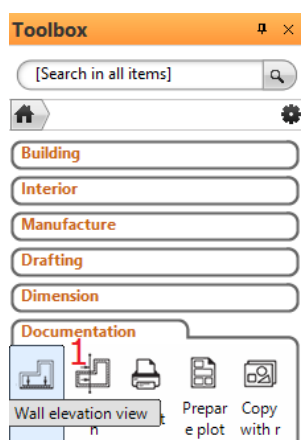 Toolbox
[Search in all items]
Building
Interior
Manufacture
Drafting
Dimension
Documentation
1
Wall elevation view
Prepar Copy
e plot with r